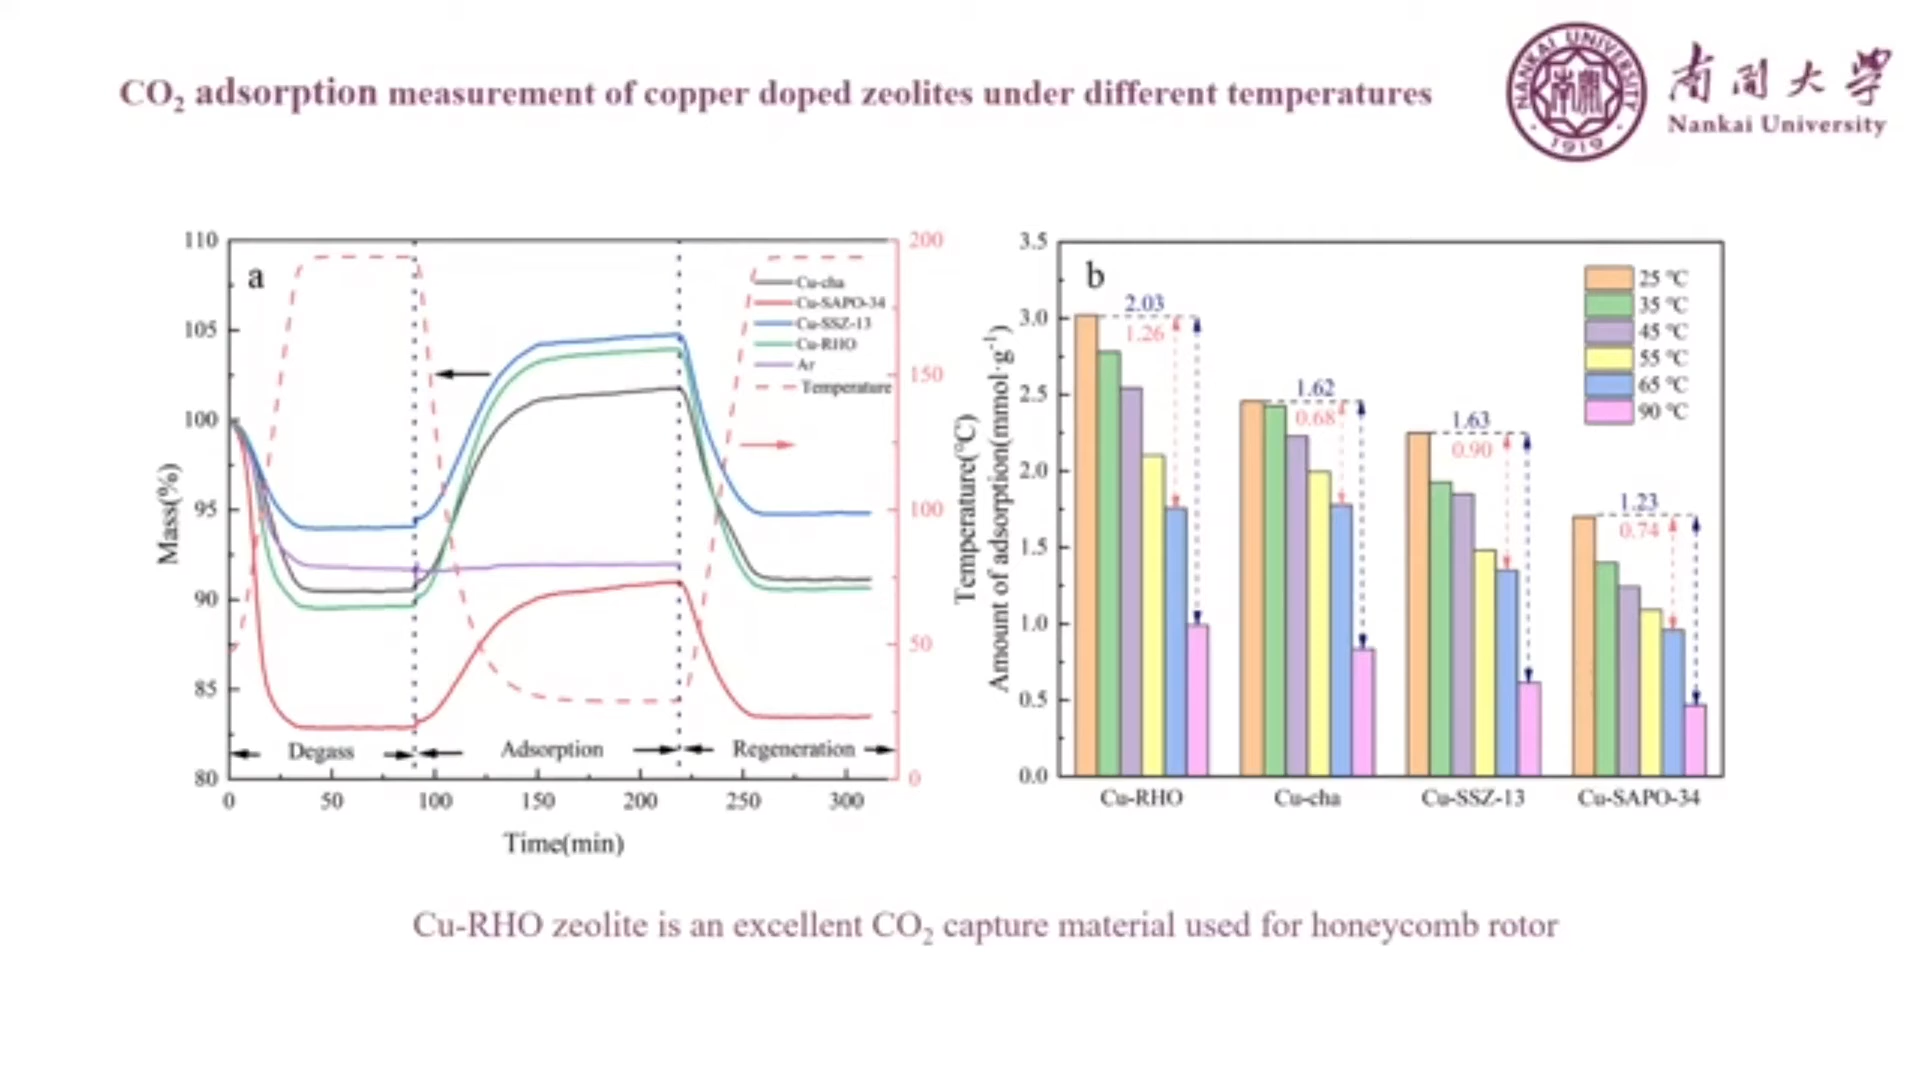 CO₂ adsorption measurement of copper doped zeolites under different temperatures
NANKAI UNIVERSITY
1919
南開大學
Nankai University
a
110
105
100
95
90
85
80
Mass(%)
0 50 100 150 200 250 300
Time(min)
200
150
100
50
0
Temperature(℃)
Cu-cha
Cu-SAPO-34
Cu-SSZ-13
Cu-RHO
Ar
Temperature
Degass
Adsorption
Regeneration
b
3.5
3.0
2.5
2.0
1.5
1.0
0.5
0.0
Amount of adsorption(mmol·g⁻¹)
2.03
1.26
1.62
0.68
1.63
0.90
1.23
0.74
25 ℃
35 ℃
45 ℃
55 ℃
65 ℃
90 ℃
Cu-RHO Cu-cha Cu-SSZ-13 Cu-SAPO-34
Cu-RHO zeolite is an excellent CO₂ capture material used for honeycomb rotor